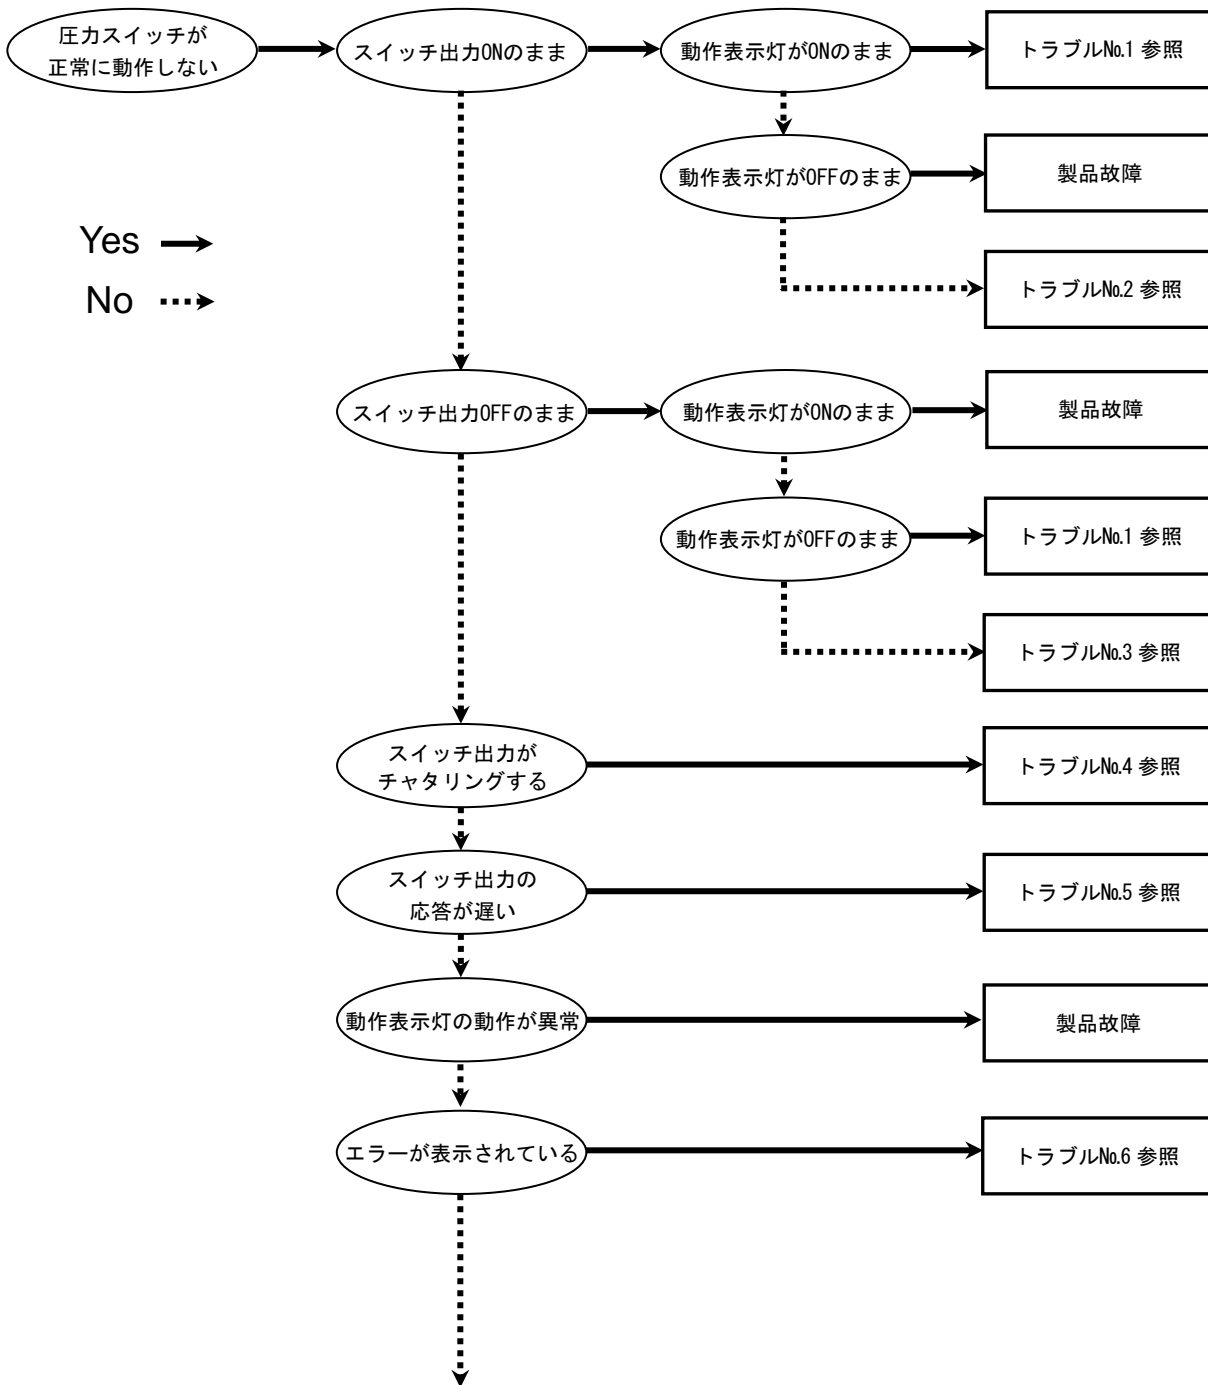 圧力スイッチが
正常に動作しない
スイッチ出力ONのまま
動作表示灯がONのまま
トラブル№1 参照
動作表示灯がOFFのまま
製品故障
Yes
No
トラブル№2 参照
スイッチ出力OFFのまま
動作表示灯がONのまま
製品故障
動作表示灯がOFFのまま
トラブル№1 参照
トラブル№3 参照
スイッチ出力が
チャタリングする
トラブル№4 参照
スイッチ出力の
応答が遅い
トラブル№5 参照
動作表示灯の動作が異常
製品故障
エラーが表示されている
トラブル№6 参照